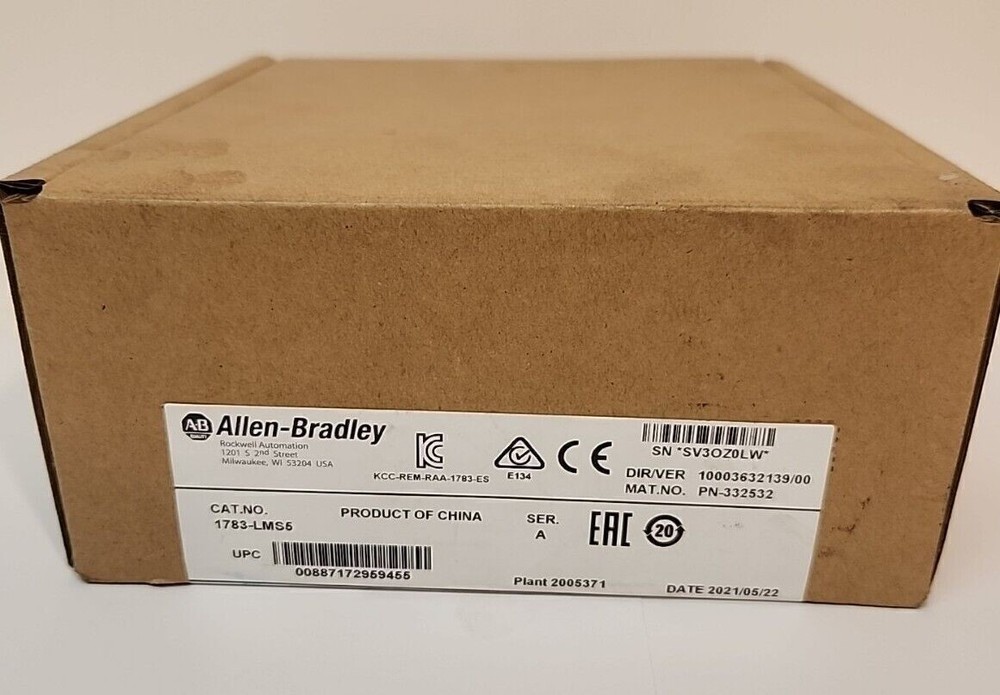 A-B
QUALITY
Allen-Bradley
Rockwell Automation
1201 S 2nd Street
Milwaukee, WI 53204 USA
KCC-REM-RAA-1783-ES
E134
CE
SN *SV3OZ0LW*
DIR/VER 10003632139/00
MAT.NO. PN-332532
CAT.NO.
1783-LMS5
PRODUCT OF CHINA
SER.
A
EAC
20
UPC
00887172959455
Plant 2005371
DATE 2021/05/22